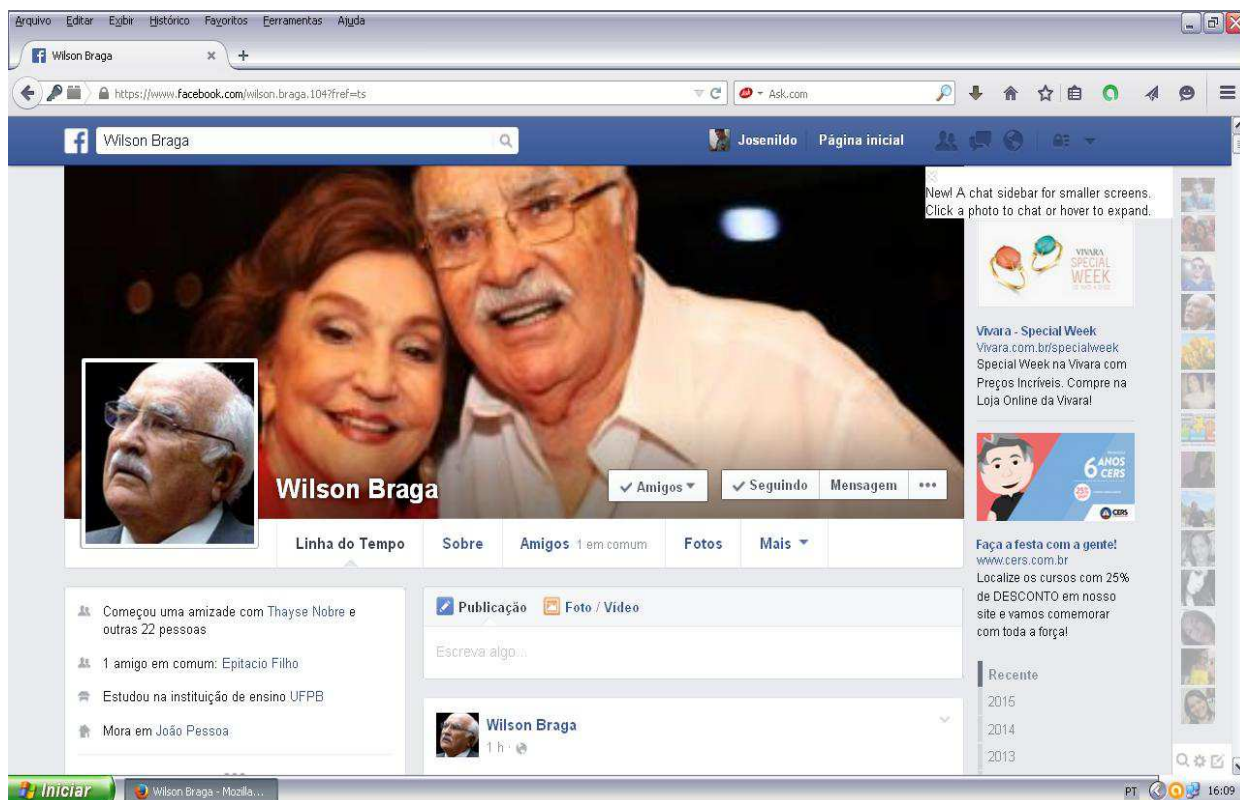 Arquivo Editar Exibir Histórico Favoritos Ferramentas Ajuda
Wilson Braga
https://www.facebook.com/wilson.braga.104?fref=ts
Ask.com
Wilson Braga
Josenildo Página inicial
New! A chat sidebar for smaller screens.
Click a photo to chat or hover to expand.
Wilson Braga
Amigos
Seguindo
Mensagem
Linha do Tempo
Sobre
Amigos 1 em comum
Fotos
Mais
Começou uma amizade com Thayse Nobre e
outras 22 pessoas
1 amigo em comum: Epitacio Filho
Estudou na instituição de ensino UFPB
Mora em João Pessoa
Publicação
Foto / Vídeo
Escreva algo...
Wilson Braga
1 h
VIVARA
SPECIAL
WEEK
Vivara - Special Week
Vivara.com.br/specialweek
Special Week na Vivara com
Preços Incríveis. Compre na
Loja Online da Vivara!
6 ANOS
CERS
25%
CERS
Faça a festa com a gente!
www.cers.com.br
Localize os cursos com 25%
de DESCONTO em nosso
site e vamos comemorar
com toda a força!
Recente
2015
2014
2013
Iniciar
Wilson Braga - Mozilla...
PT
16:09